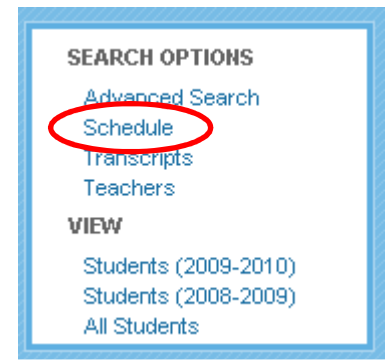 SEARCH OPTIONS
Advanced Search
Schedule
Transcripts
Teachers
VIEW
Students (2009-2010)
Students (2008-2009)
All Students